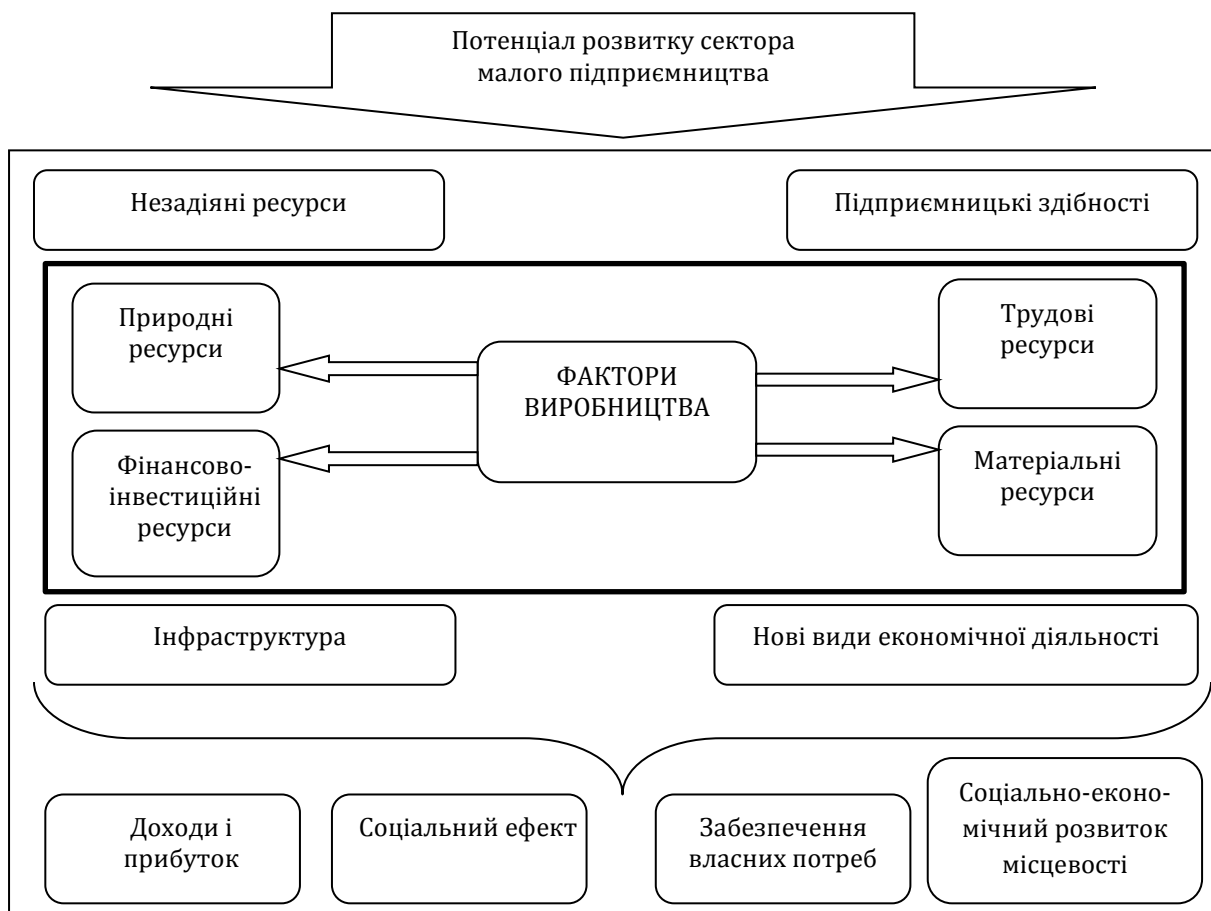 Потенціал розвитку сектора
малого підприємництва
Незадіяні ресурси
Підприємницькі здібності
Природні
ресурси
Трудові
ресурси
ФАКТОРИ
ВИРОБНИЦТВА
Фінансово-
інвестиційні
ресурси
Матеріальні
ресурси
Інфраструктура
Нові види економічної діяльності
Доходи і
прибуток
Соціальний ефект
Забезпечення
власних потреб
Соціально-еконо-
мічний розвиток
місцевості